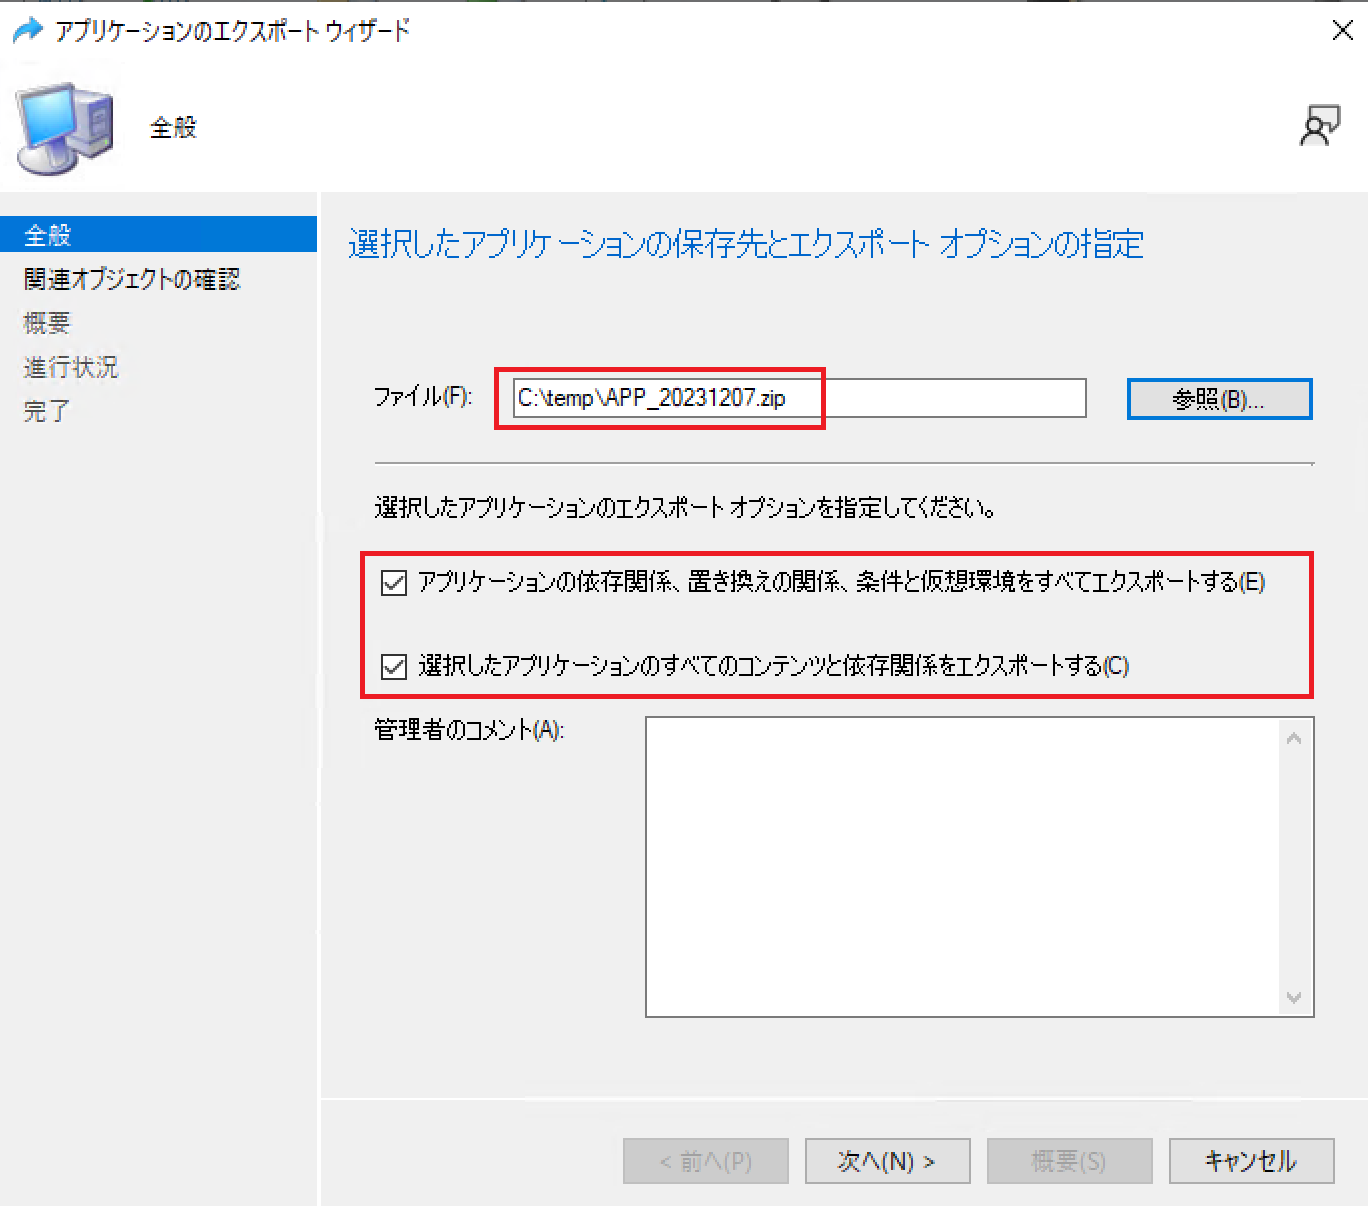 アプリケーションのエクスポート ウィザード
全般
全般
関連オブジェクトの確認
概要
進行状況
完了
選択したアプリケーションの保存先とエクスポート オプションの指定
ファイル(F):
C:\temp\APP_20231207.zip
参照(B)...
選択したアプリケーションのエクスポート オプションを指定してください。
アプリケーションの依存関係、置き換えの関係、条件と仮想環境をすべてエクスポートする(E)
選択したアプリケーションのすべてのコンテンツと依存関係をエクスポートする(C)
管理者のコメント(A):
< 前へ(P)
次へ(N) >
概要(S)
キャンセル